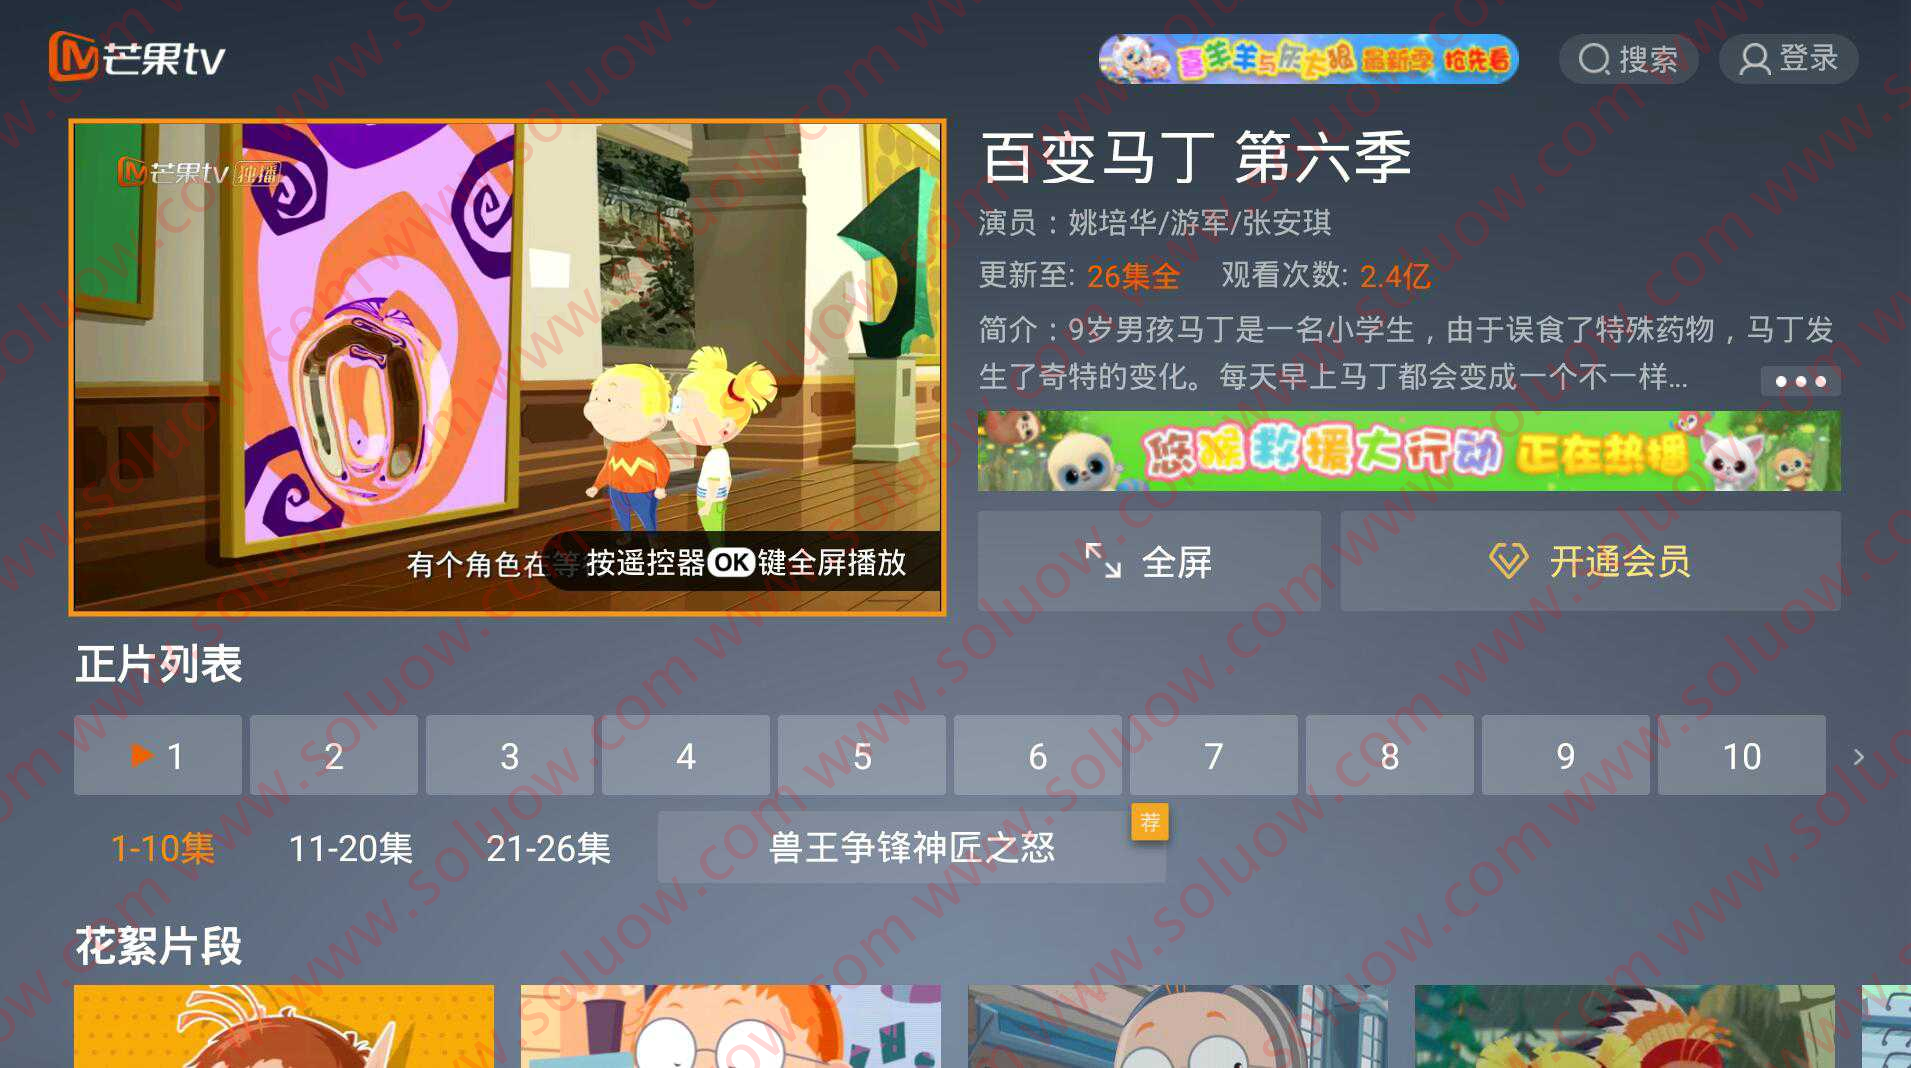 芒果tv
喜羊羊与灰太狼 最新季 抢先看
搜索
登录
芒果tv 独播
有个角色在等
按遥控器OK键全屏播放
百变马丁 第六季
演员：姚培华/游军/张安琪
更新至: 26集全 观看次数: 2.4亿
简介：9岁男孩马丁是一名小学生，由于误食了特殊药物，马丁发
生了奇特的变化。每天早上马丁都会变成一个不一样...
悠猴救援大行动 正在热播
全屏
开通会员
正片列表
1 2 3 4 5 6 7 8 9 10
1-10集 11-20集 21-26集 兽王争锋神匠之怒 荐
花絮片段
www.soluow.com